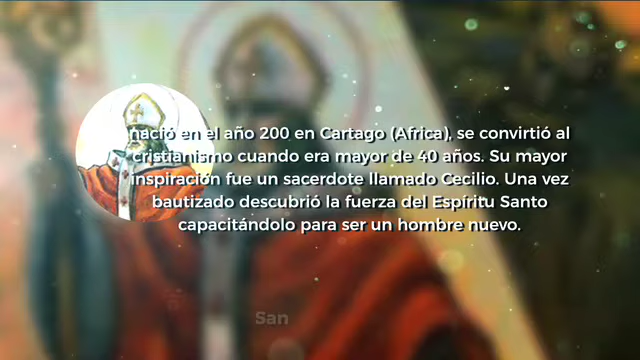 nació en el año 200 en Cartago (Africa), se convirtió al
cristianismo cuando era mayor de 40 años. Su mayor
inspiración fue un sacerdote llamado Cecilio. Una vez
bautizado descubrió la fuerza del Espíritu Santo
capacitándolo para ser un hombre nuevo.
San